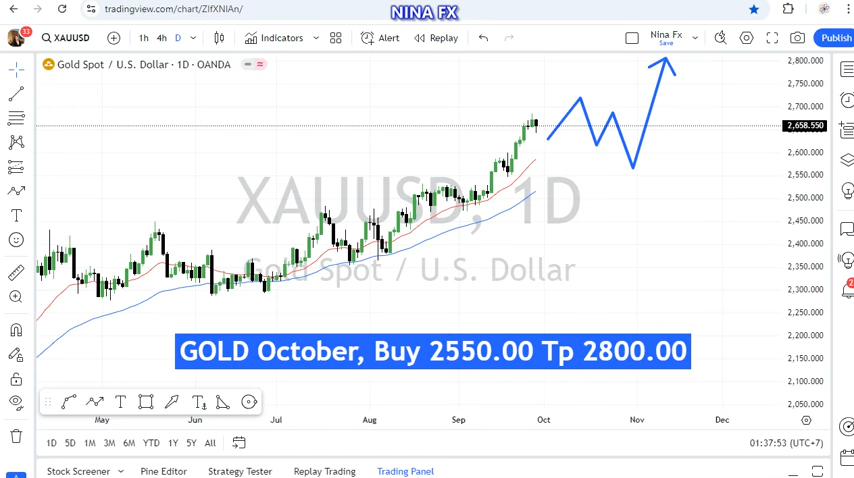 NINA FX
tradingview.com/chart/ZIfXNIAn/
33
XAUUSD
1h 4h D
Indicators
Alert
Replay
Nina Fx
Save
Publish
Gold Spot / U.S. Dollar · 1D · OANDA
2,800.000
2,750.000
2,700.000
2,658.550
2,600.000
2,550.000
2,500.000
2,450.000
2,400.000
2,350.000
2,300.000
2,250.000
2,200.000
2,150.000
2,100.000
2,050.000
XAUUSD, 1D
Gold Spot / U.S. Dollar
GOLD October, Buy 2550.00 Tp 2800.00
May Jun Jul Aug Sep Oct Nov Dec
1D 5D 1M 3M 6M YTD 1Y 5Y All
01:37:53 (UTC+7)
Stock Screener Pine Editor Strategy Tester Replay Trading Trading Panel